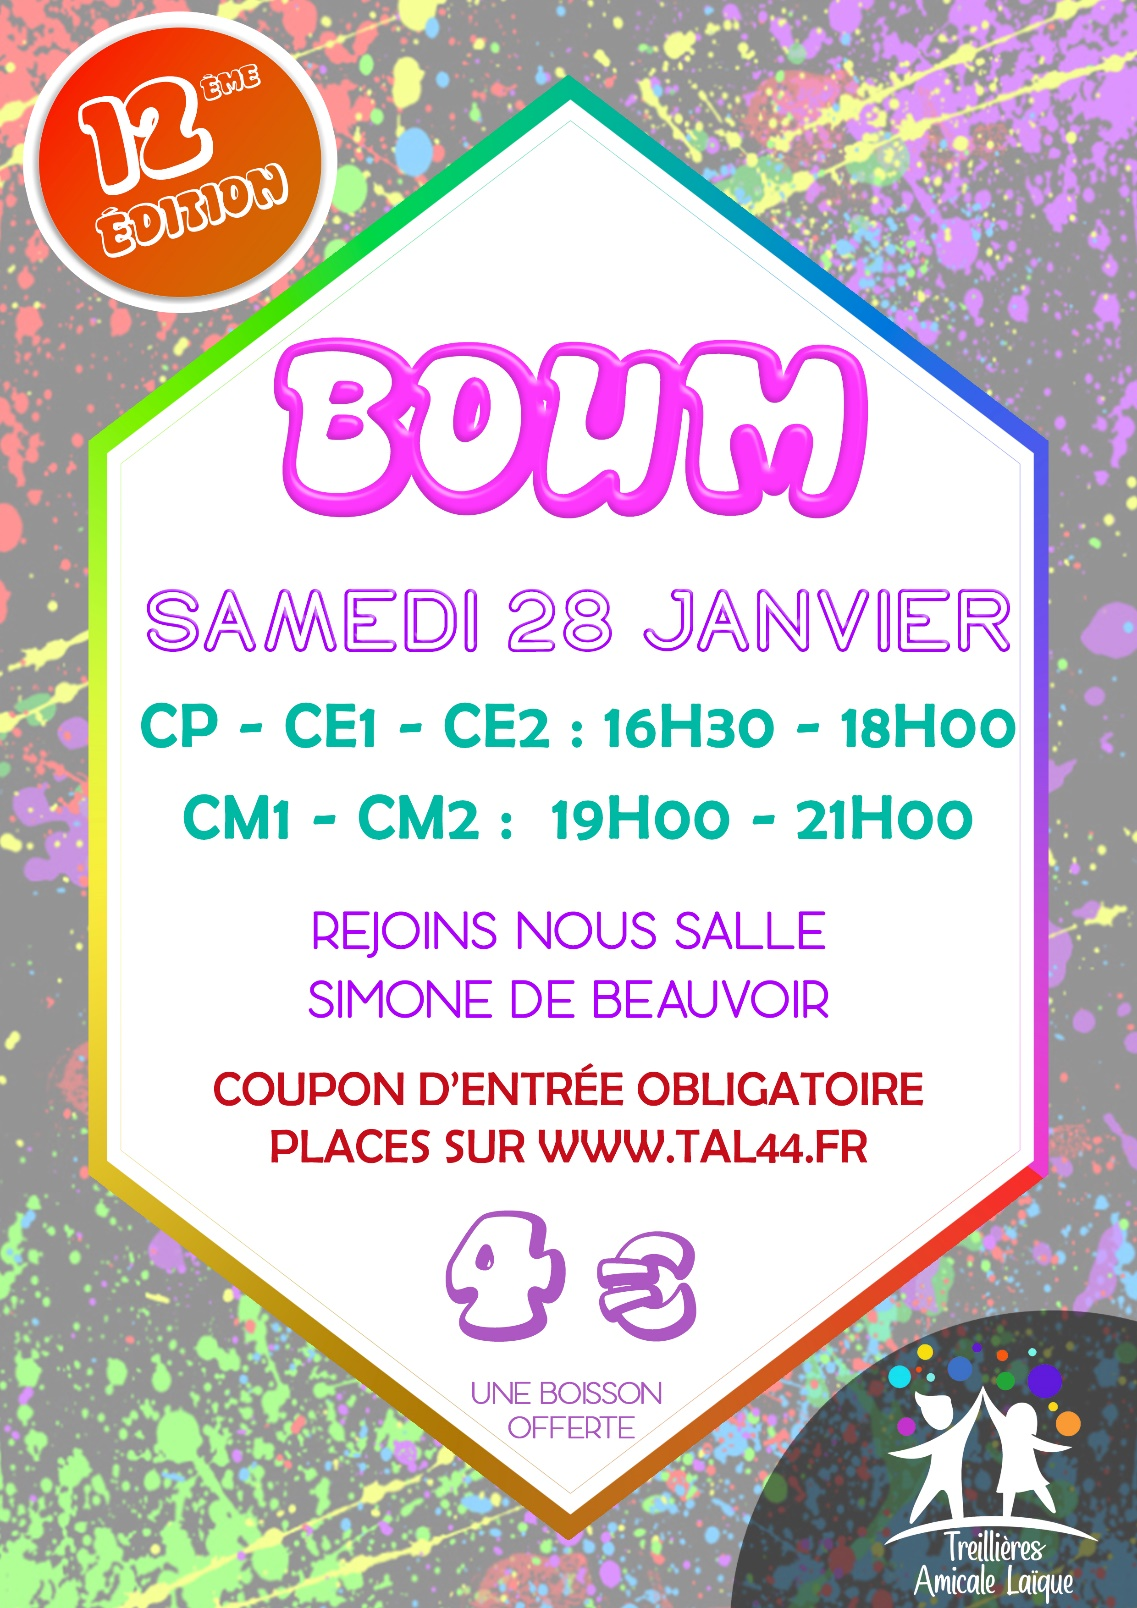 12ÈME
ÉDITION
BOUM
SAMEDI 28 JANVIER
CP - CE1 - CE2 : 16H30 - 18H00
CM1 - CM2 : 19H00 - 21H00
REJOINS NOUS SALLE
SIMONE DE BEAUVOIR
COUPON D'ENTRÉE OBLIGATOIRE
PLACES SUR WWW.TAL44.FR
4 €
UNE BOISSON
OFFERTE
Treillières
Amicale Laïque